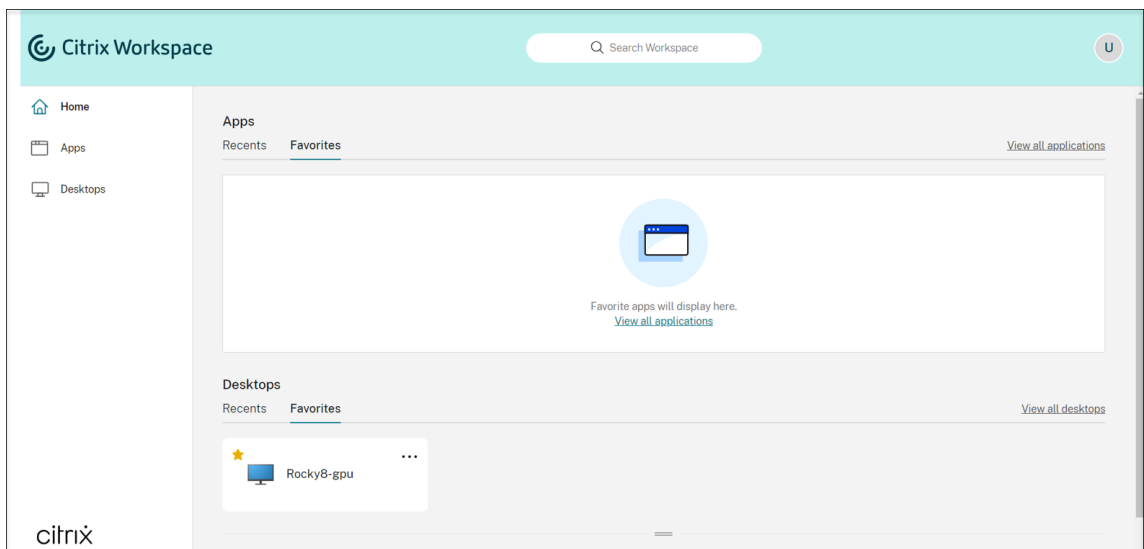 Citrix Workspace
Search Workspace
U
Home
Apps
Desktops
Apps
Recents Favorites View all applications
Favorite apps will display here.
View all applications
Desktops
Recents Favorites View all desktops
Rocky8-gpu
citrix